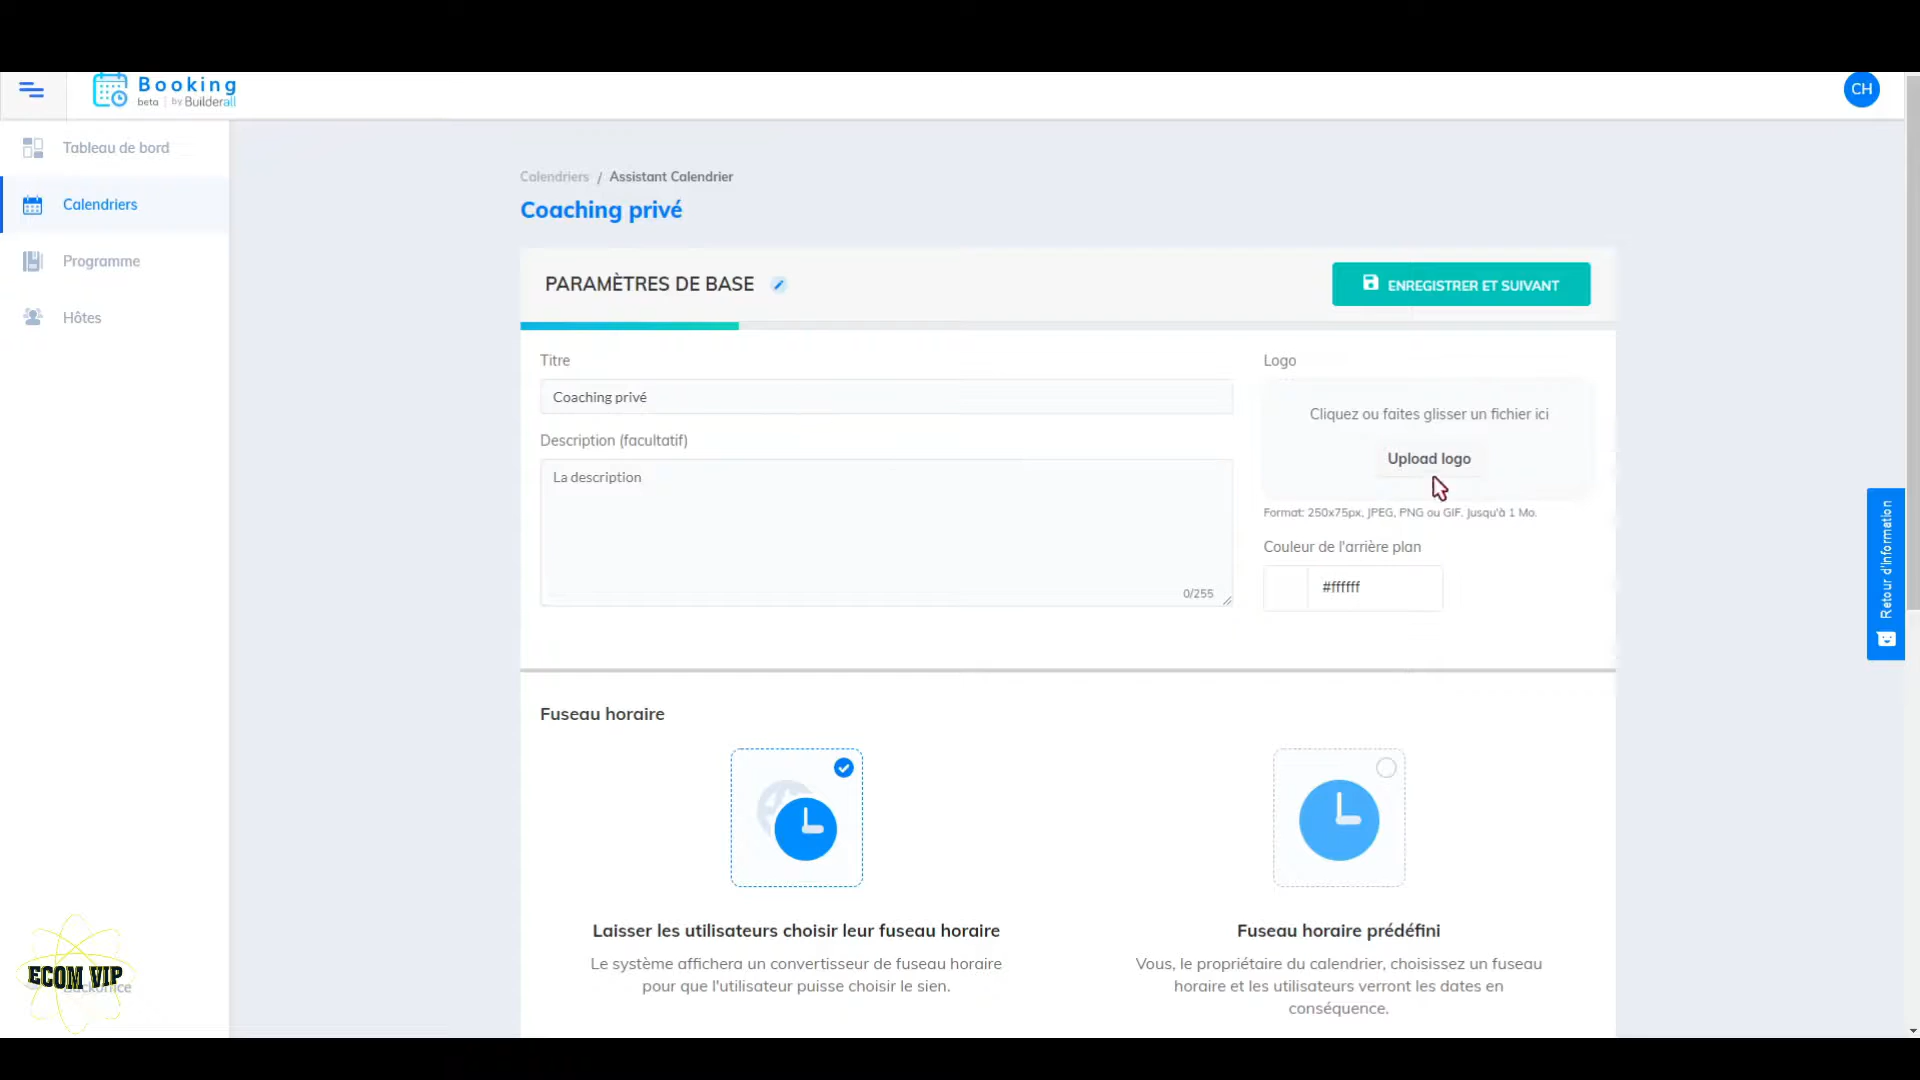 Booking
beta | by Builderall
CH
Tableau de bord
Calendriers
Programme
Hôtes
Calendriers / Assistant Calendrier
Coaching privé
PARAMÈTRES DE BASE
ENREGISTRER ET SUIVANT
Titre
Coaching privé
Description (facultatif)
La description
0/255
Logo
Cliquez ou faites glisser un fichier ici
Upload logo
Format: 250x75px, JPEG, PNG ou GIF. Jusqu'à 1 Mo.
Couleur de l'arrière plan
#ffffff
Retour d'information
Fuseau horaire
Laisser les utilisateurs choisir leur fuseau horaire
Le système affichera un convertisseur de fuseau horaire
pour que l'utilisateur puisse choisir le sien.
Fuseau horaire prédéfini
Vous, le propriétaire du calendrier, choisissez un fuseau
horaire et les utilisateurs verront les dates en
conséquence.
ECOM VIP